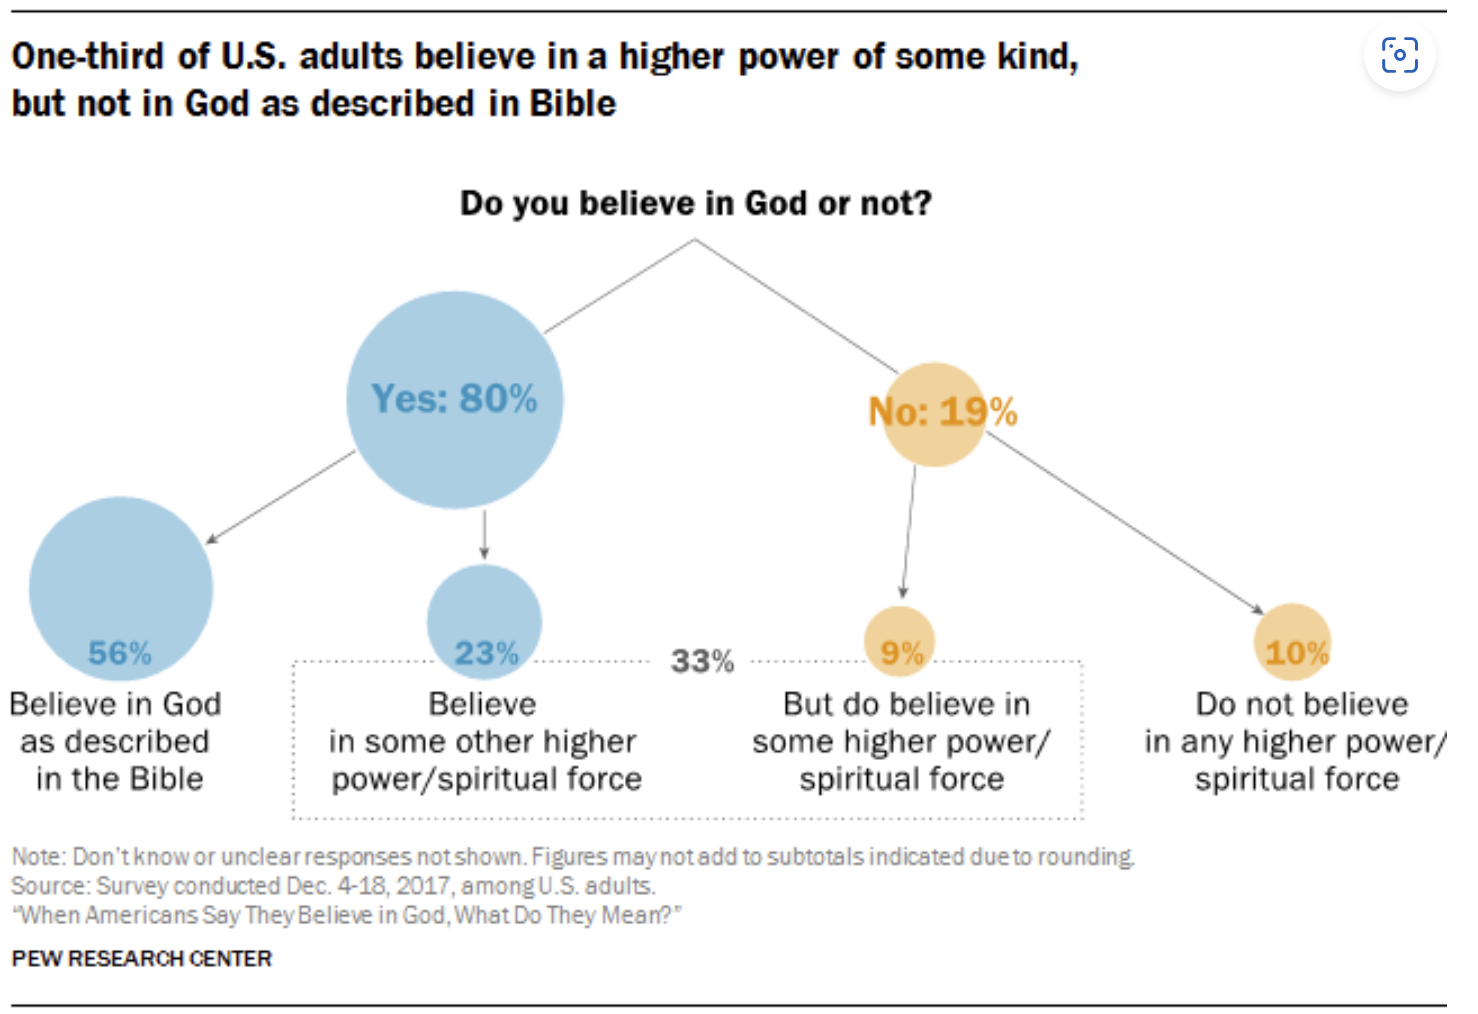 One-third of U.S. adults believe in a higher power of some kind,
but not in God as described in Bible
Do you believe in God or not?
Yes: 80%
No: 19%
56%
Believe in God
as described
in the Bible
23%
Believe
in some other higher
power/spiritual force
33%
9%
But do believe in
some higher power/
spiritual force
10%
Do not believe
in any higher power/
spiritual force
Note: Don't know or unclear responses not shown. Figures may not add to subtotals indicated due to rounding.
Source: Survey conducted Dec. 4-18, 2017, among U.S. adults.
“When Americans Say They Believe in God, What Do They Mean?”
PEW RESEARCH CENTER